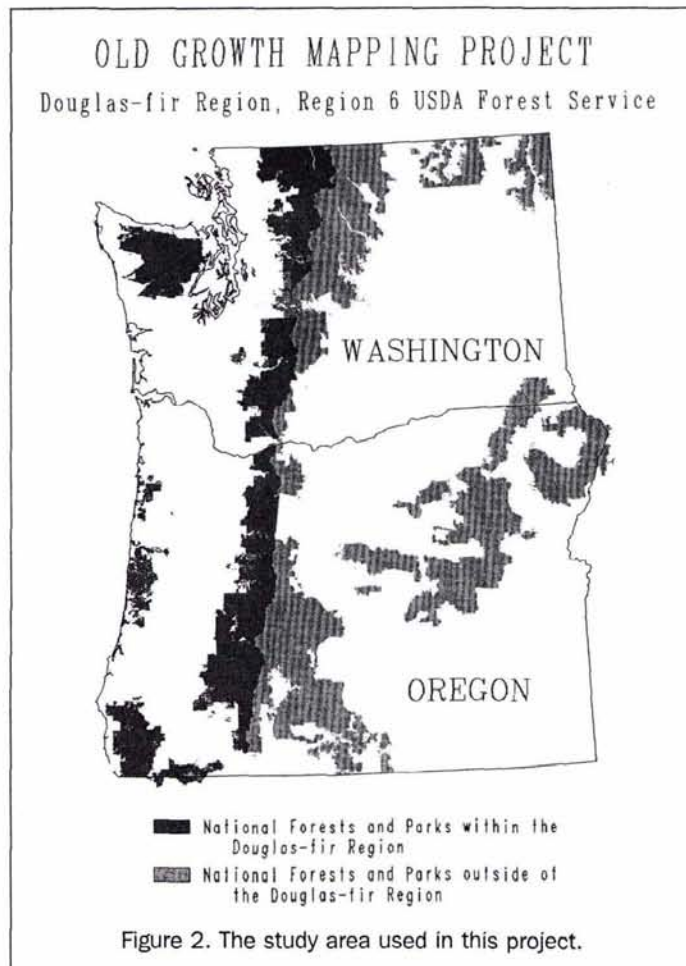 OLD GROWTH MAPPING PROJECT
Douglas-fir Region, Region 6 USDA Forest Service
WASHINGTON
OREGON
National Forests and Parks within the
Douglas-fir Region
National Forests and Parks outside of
the Douglas-fir Region
Figure 2. The study area used in this project.